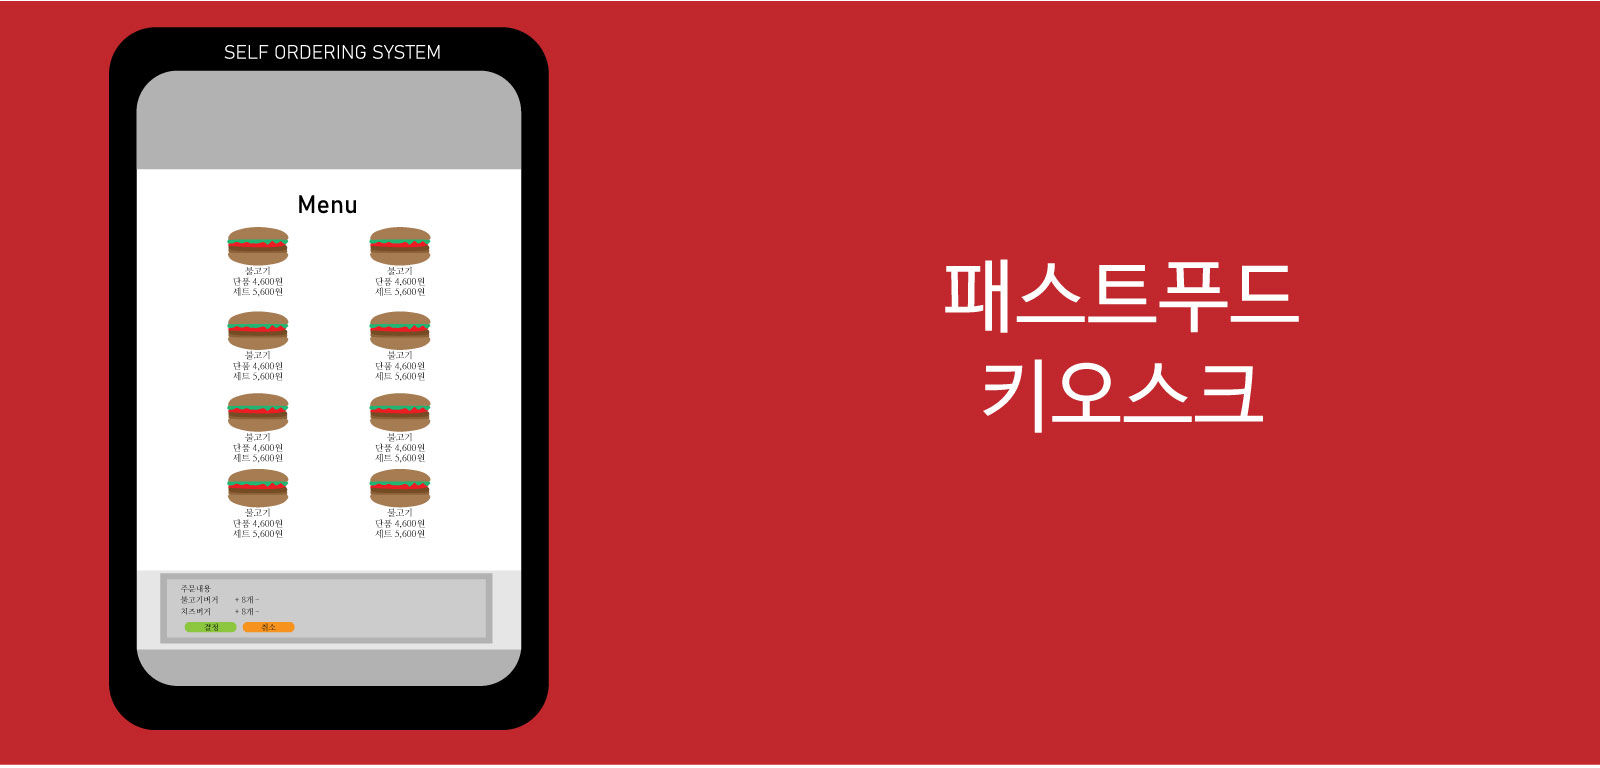 SELF ORDERING SYSTEM
Menu
불고기
단품 4,600원
세트 5,600원
불고기
단품 4,600원
세트 5,600원
불고기
단품 4,600원
세트 5,600원
불고기
단품 4,600원
세트 5,600원
불고기
단품 4,600원
세트 5,600원
불고기
단품 4,600원
세트 5,600원
불고기
단품 4,600원
세트 5,600원
불고기
단품 4,600원
세트 5,600원
주문내용
불고기버거 + 8개 -
치즈버거 + 8개 -
결정 취소
패스트푸드
키오스크